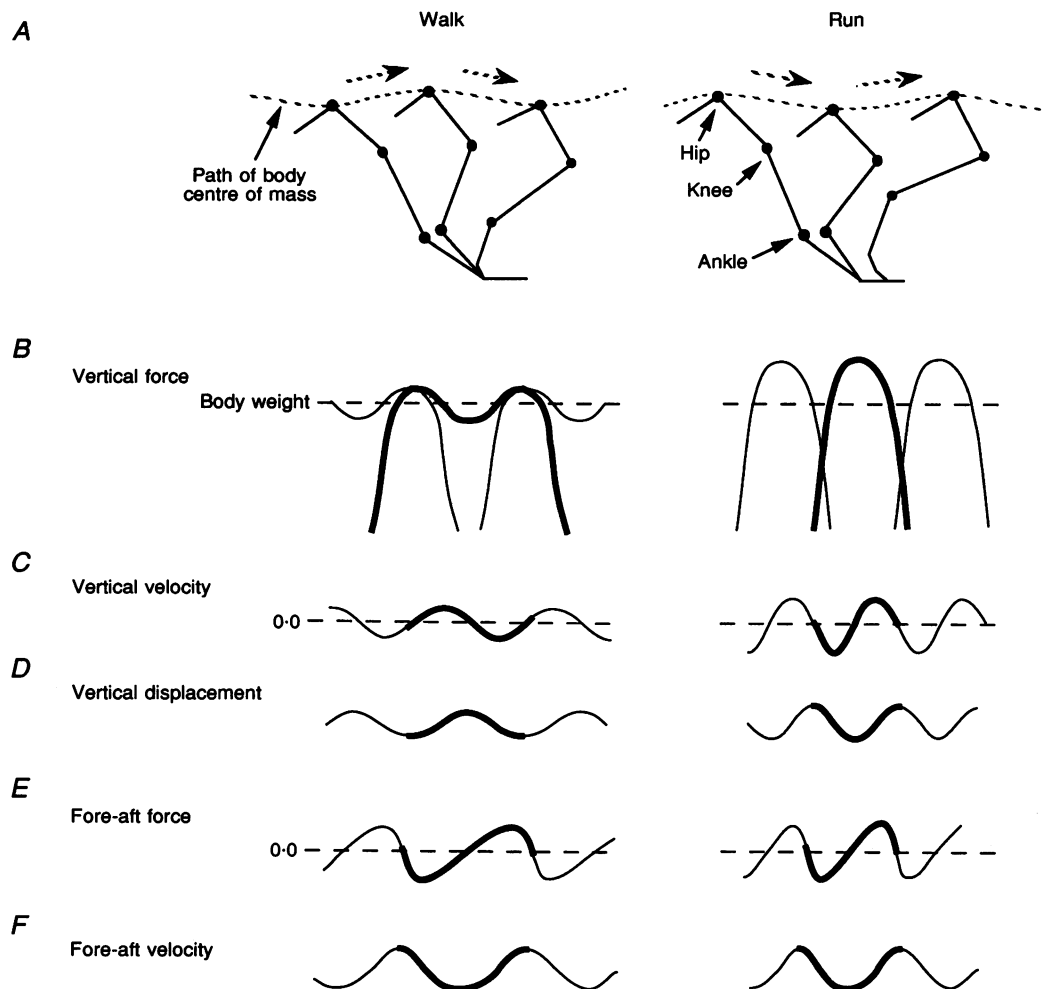 A
Walk
Run
Path of body
centre of mass
Hip
Knee
Ankle
B
Vertical force
Body weight
C
Vertical velocity
0·0
D
Vertical displacement
E
Fore-aft force
0·0
F
Fore-aft velocity